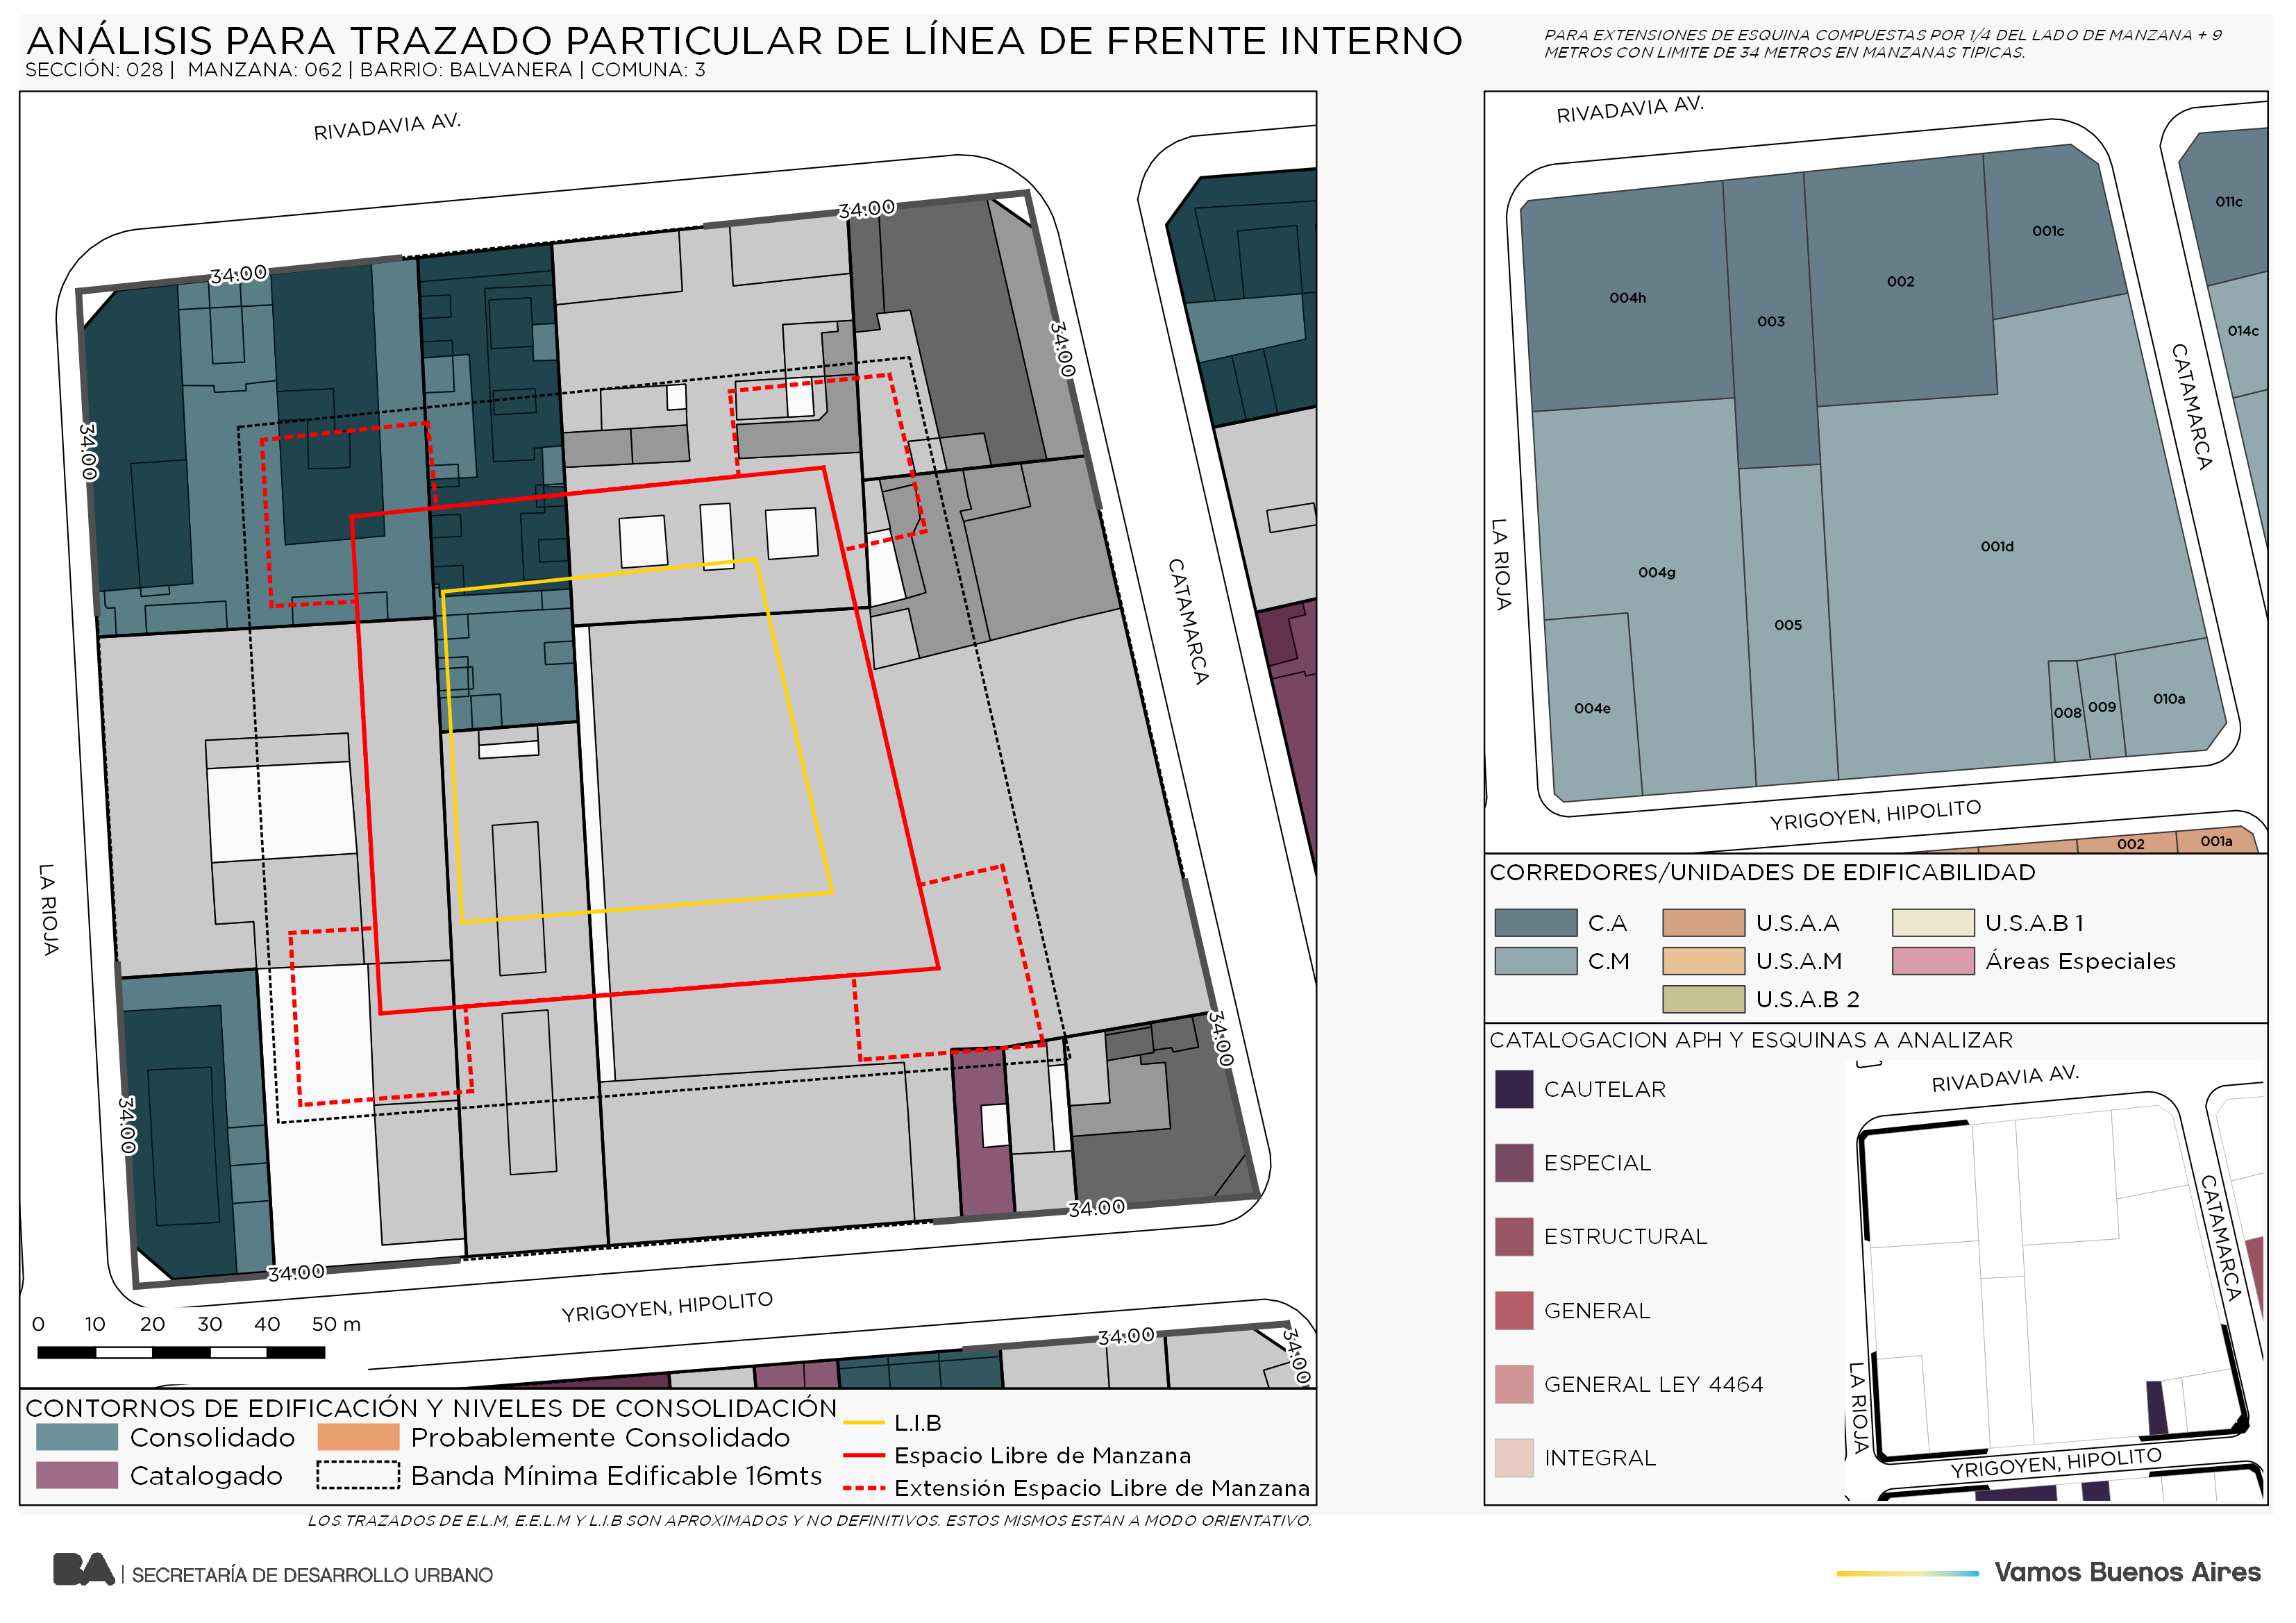 ANÁLISIS PARA TRAZADO PARTICULAR DE LÍNEA DE FRENTE INTERNO
SECCIÓN: 028 | MANZANA: 062 | BARRIO: BALVANERA | COMUNA: 3
PARA EXTENSIONES DE ESQUINA COMPUESTAS POR 1/4 DEL LADO DE MANZANA + 9
METROS CON LIMITE DE 34 METROS EN MANZANAS TIPICAS.
RIVADAVIA AV.
34:00
34:00
34:00
34:00
CATAMARCA
LA RIOJA
34:00
34:00
34:00
34:00
YRIGOYEN, HIPOLITO
34:00
34:00
0 10 20 30 40 50 m
CONTORNOS DE EDIFICACIÓN Y NIVELES DE CONSOLIDACIÓN
Consolidado
Probablemente Consolidado
Catalogado
Banda Mínima Edificable 16mts
L.I.B
Espacio Libre de Manzana
Extensión Espacio Libre de Manzana
RIVADAVIA AV.
011c
001c
004h
002
003
014c
CATAMARCA
LA RIOJA
001d
004g
005
004e
008
009
010a
YRIGOYEN, HIPOLITO
002
001a
CORREDORES/UNIDADES DE EDIFICABILIDAD
C.A
U.S.A.A
U.S.A.B 1
C.M
U.S.A.M
Áreas Especiales
U.S.A.B 2
CATALOGACION APH Y ESQUINAS A ANALIZAR
CAUTELAR
ESPECIAL
ESTRUCTURAL
GENERAL
GENERAL LEY 4464
INTEGRAL
RIVADAVIA AV.
CATAMARCA
LA RIOJA
YRIGOYEN, HIPOLITO
LOS TRAZADOS DE E.L.M, E.E.L.M Y L.I.B SON APROXIMADOS Y NO DEFINITIVOS. ESTOS MISMOS ESTAN A MODO ORIENTATIVO.
BA | SECRETARÍA DE DESARROLLO URBANO
Vamos Buenos Aires